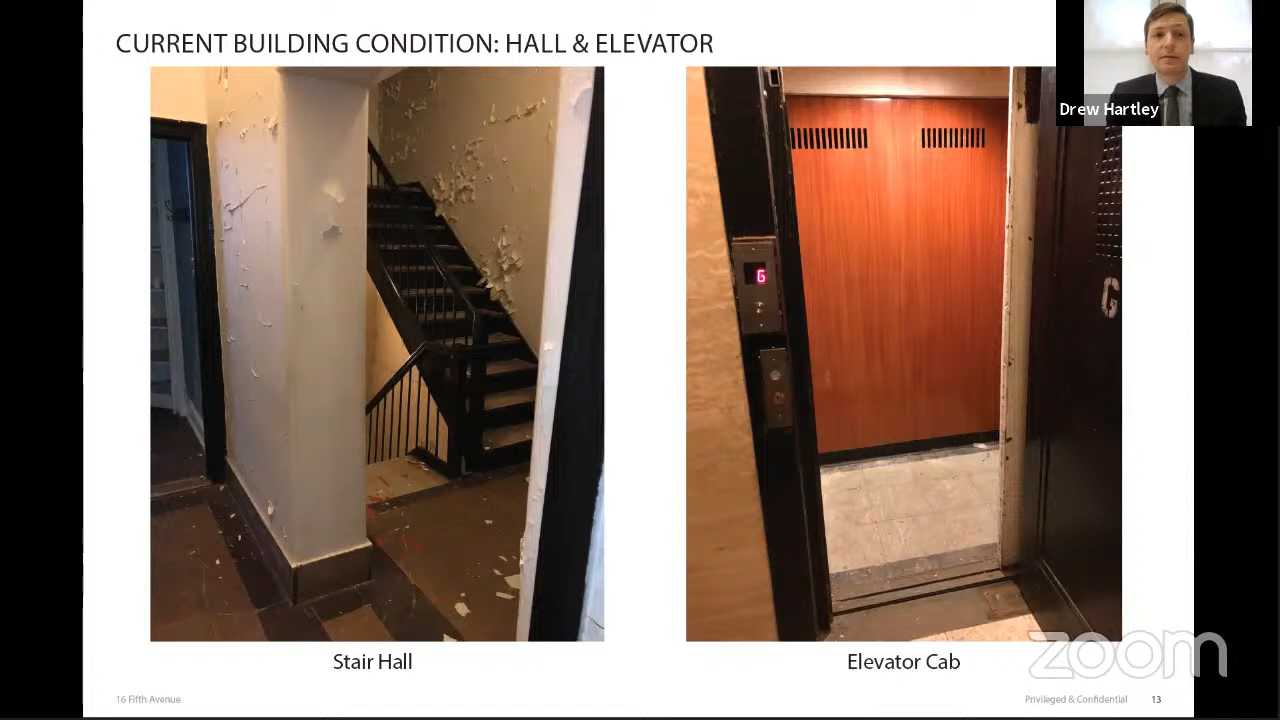 CURRENT BUILDING CONDITION: HALL & ELEVATOR
Drew Hartley
G
G
Stair Hall
Elevator Cab
zoom
16 Fifth Avenue
Privileged & Confidential 13